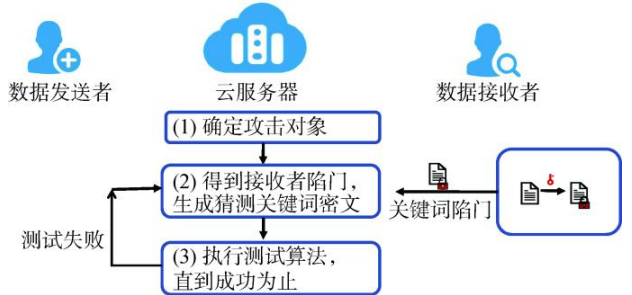 数据发送者
云服务器
数据接收者
(1) 确定攻击对象
(2) 得到接收者陷门，
生成猜测关键词密文
关键词陷门
测试失败
(3) 执行测试算法，
直到成功为止